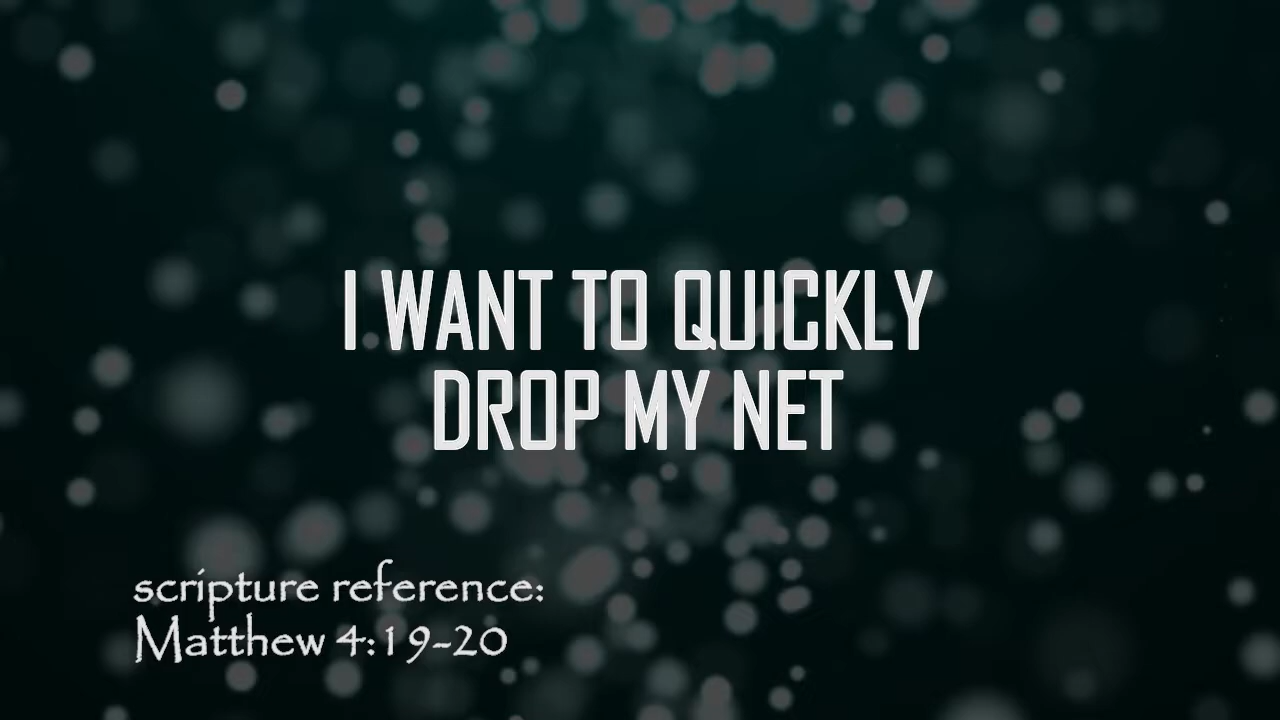 I WANT TO QUICKLY
DROP MY NET
scripture reference:
Matthew 4:19-20